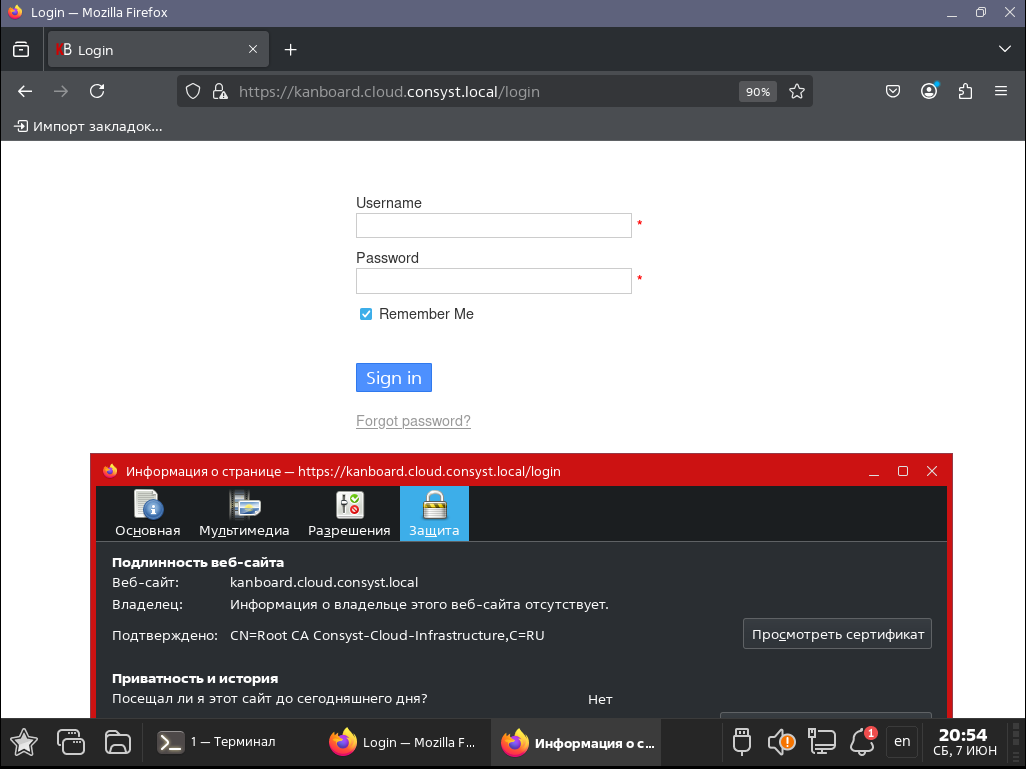 Login — Mozilla Firefox
KB Login
https://kanboard.cloud.consyst.local/login 90%
Импорт закладок...
Username
*
Password
*
Remember Me
Sign in
Forgot password?
Информация о странице — https://kanboard.cloud.consyst.local/login
Основная Мультимедиа Разрешения Защита
Подлинность веб-сайта
Веб-сайт: kanboard.cloud.consyst.local
Владелец: Информация о владельце этого веб-сайта отсутствует.
Подтверждено: CN=Root CA Consyst-Cloud-Infrastructure,C=RU Просмотреть сертификат
Приватность и история
Посещал ли я этот сайт до сегодняшнего дня? Нет
1 — Терминал Login — Mozilla F... Информация о с... 1 en 20:54
СБ, 7 ИЮН